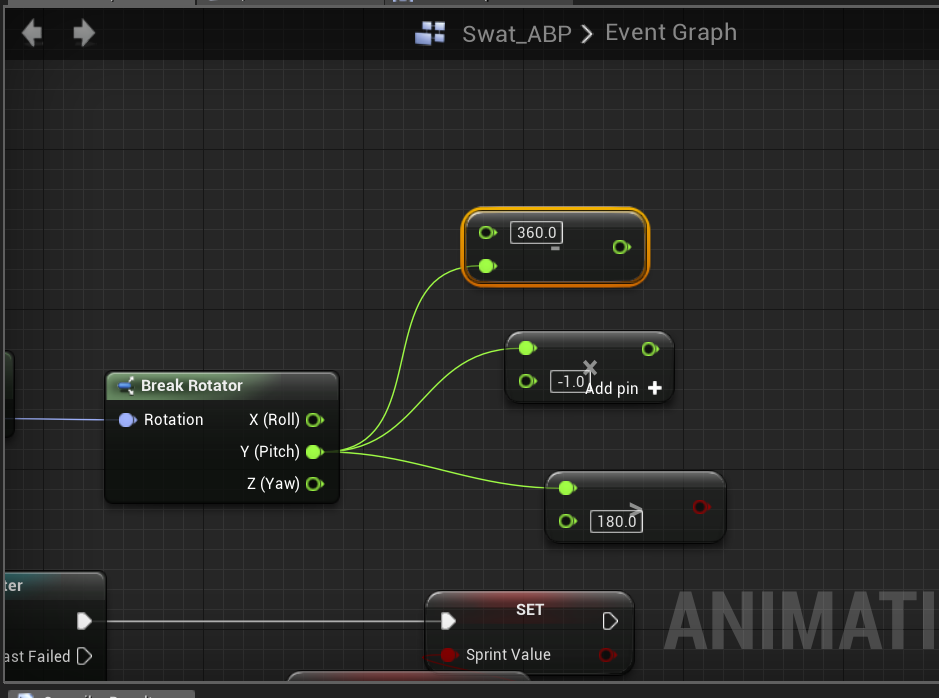 Swat_ABP > Event Graph
360.0
-
×
-1.0
Add pin +
Break Rotator
Rotation
X (Roll)
Y (Pitch)
Z (Yaw)
>
180.0
ter
SET
ast Failed
Sprint Value
ANIMATI